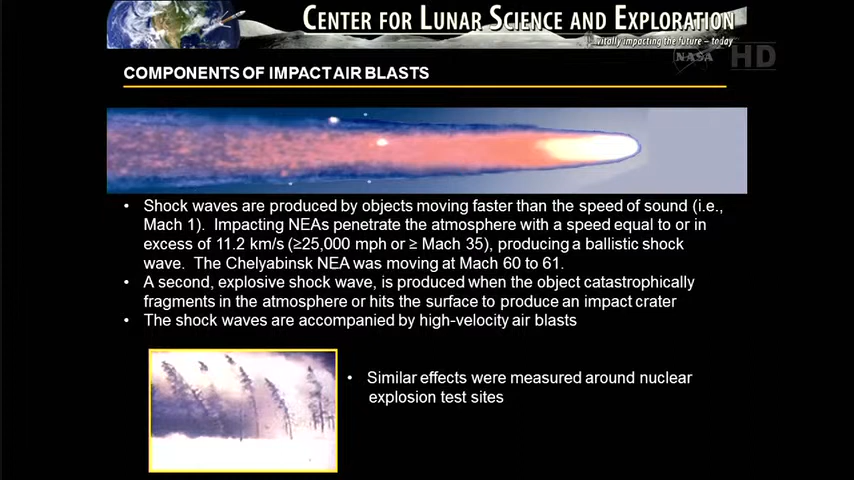 CENTER FOR LUNAR SCIENCE AND EXPLORATION
...vitally impacting the future – today
NASA HD
COMPONENTS OF IMPACT AIR BLASTS
• Shock waves are produced by objects moving faster than the speed of sound (i.e.,
Mach 1). Impacting NEAs penetrate the atmosphere with a speed equal to or in
excess of 11.2 km/s (≥25,000 mph or ≥ Mach 35), producing a ballistic shock
wave. The Chelyabinsk NEA was moving at Mach 60 to 61.
• A second, explosive shock wave, is produced when the object catastrophically
fragments in the atmosphere or hits the surface to produce an impact crater
• The shock waves are accompanied by high-velocity air blasts
• Similar effects were measured around nuclear
explosion test sites